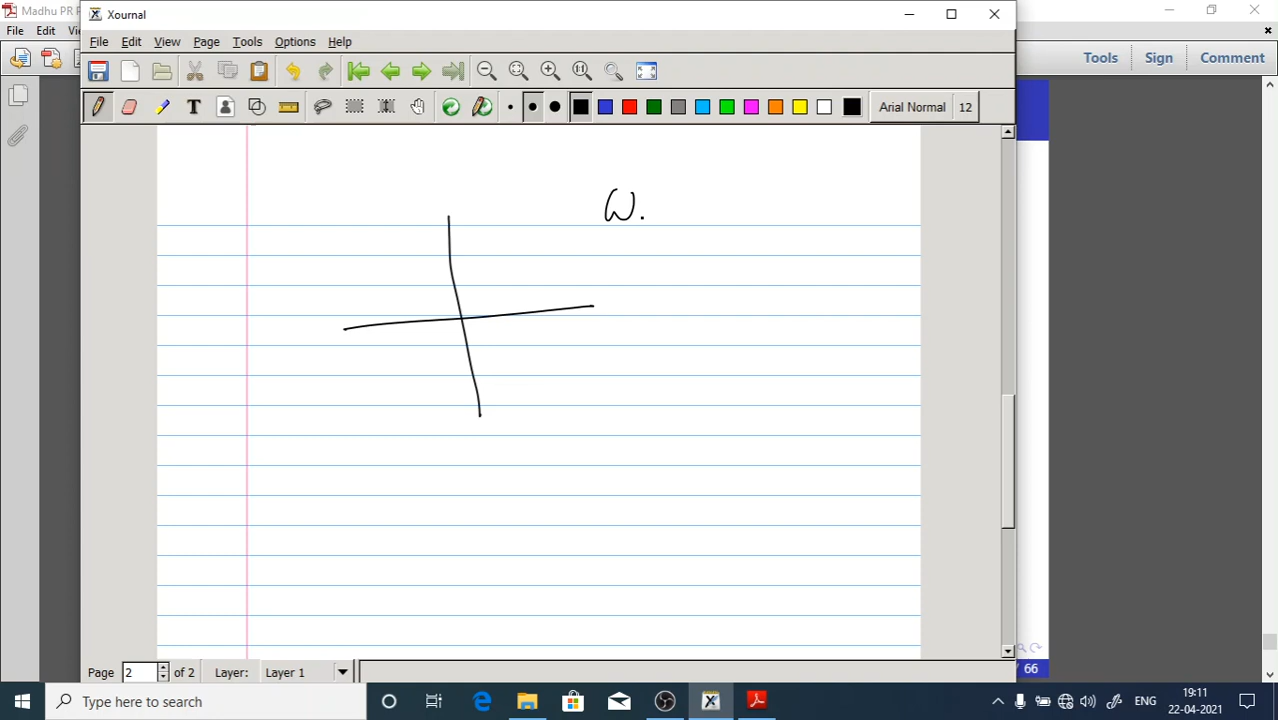 Madhu PR P
Xournal
File Edit Vi
File Edit View Page Tools Options Help
Tools Sign Comment
T Arial Normal 12
ω.
Page 2 of 2 Layer: Layer 1
/ 66
Type here to search
ENG
19:11
22-04-2021